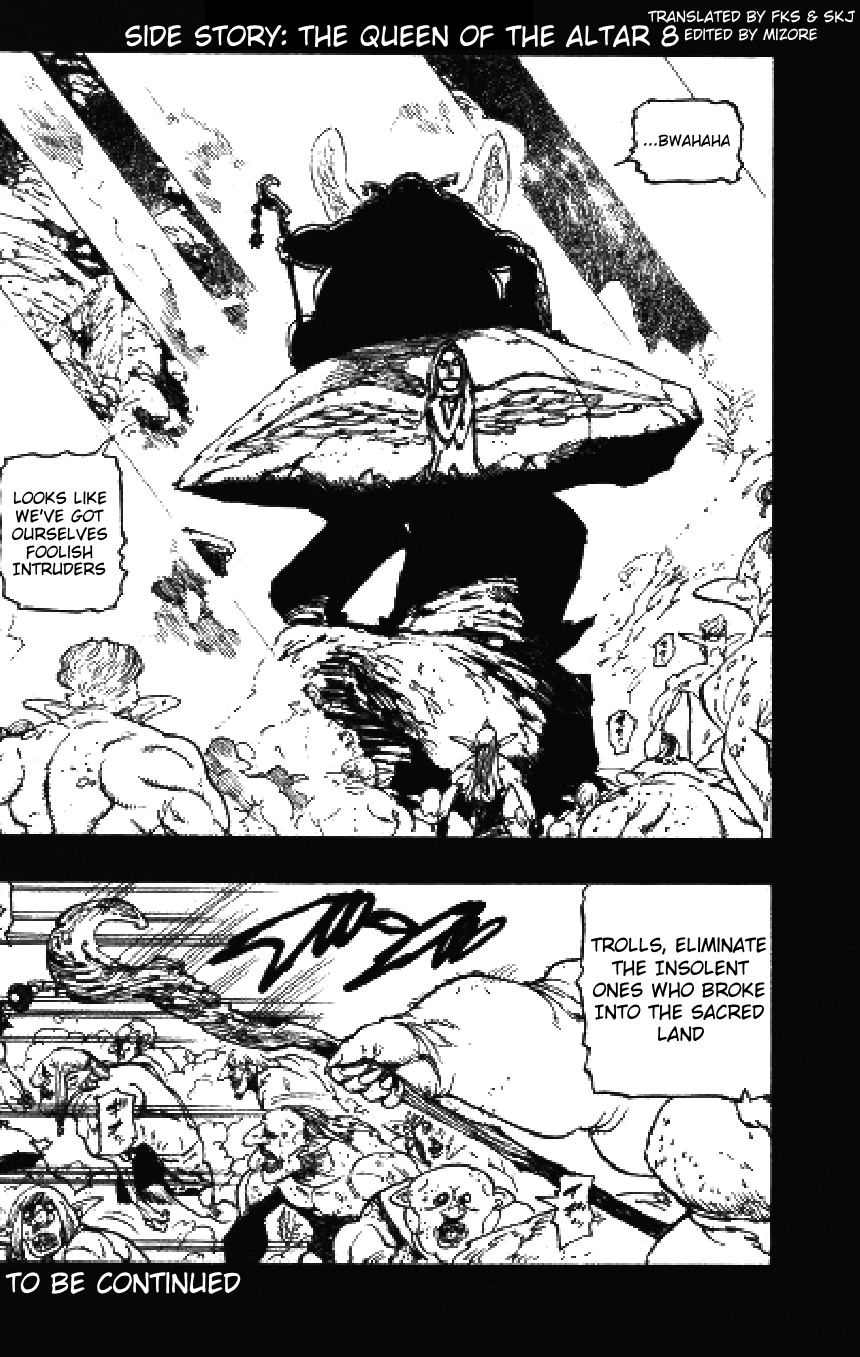 TRANSLATED BY FKS & SKJ
SIDE STORY: THE QUEEN OF THE ALTAR 8
EDITED BY MIZORE
...BWAHAHA
LOOKS LIKE
WE'VE GOT
OURSELVES
FOOLISH
INTRUDERS
TROLLS, ELIMINATE
THE INSOLENT
ONES WHO BROKE
INTO THE SACRED
LAND
TO BE CONTINUED